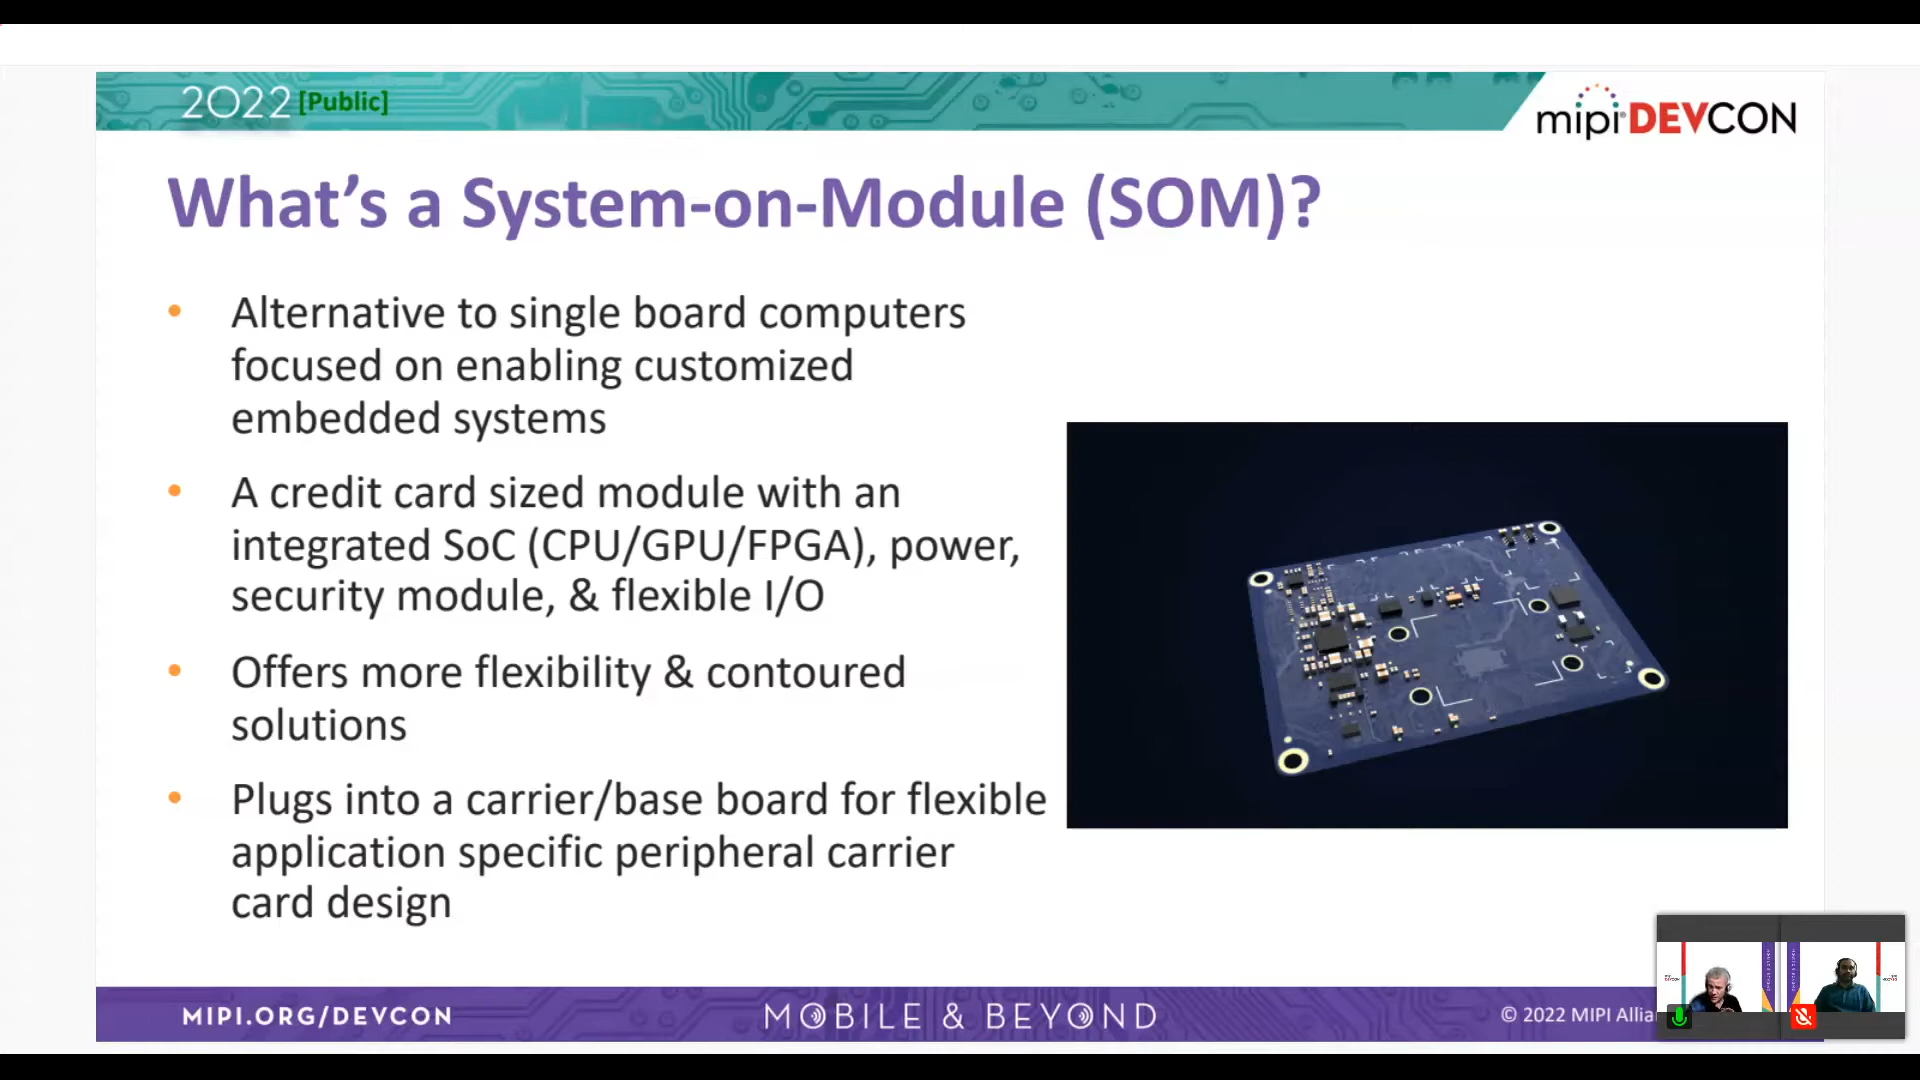 2022 [Public]
mipi DEVCON
What's a System-on-Module (SOM)?
• Alternative to single board computers
focused on enabling customized
embedded systems
• A credit card sized module with an
integrated SoC (CPU/GPU/FPGA), power,
security module, & flexible I/O
• Offers more flexibility & contoured
solutions
• Plugs into a carrier/base board for flexible
application specific peripheral carrier
card design
MIPI.ORG/DEVCON
MOBILE & BEYOND
© 2022 MIPI